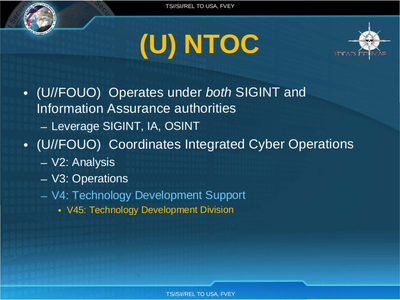 TS//SI//REL TO USA, FVEY
(U) NTOC
• (U//FOUO) Operates under both SIGINT and
Information Assurance authorities
– Leverage SIGINT, IA, OSINT
• (U//FOUO) Coordinates Integrated Cyber Operations
– V2: Analysis
– V3: Operations
– V4: Technology Development Support
• V45: Technology Development Division
TS//SI//REL TO USA, FVEY